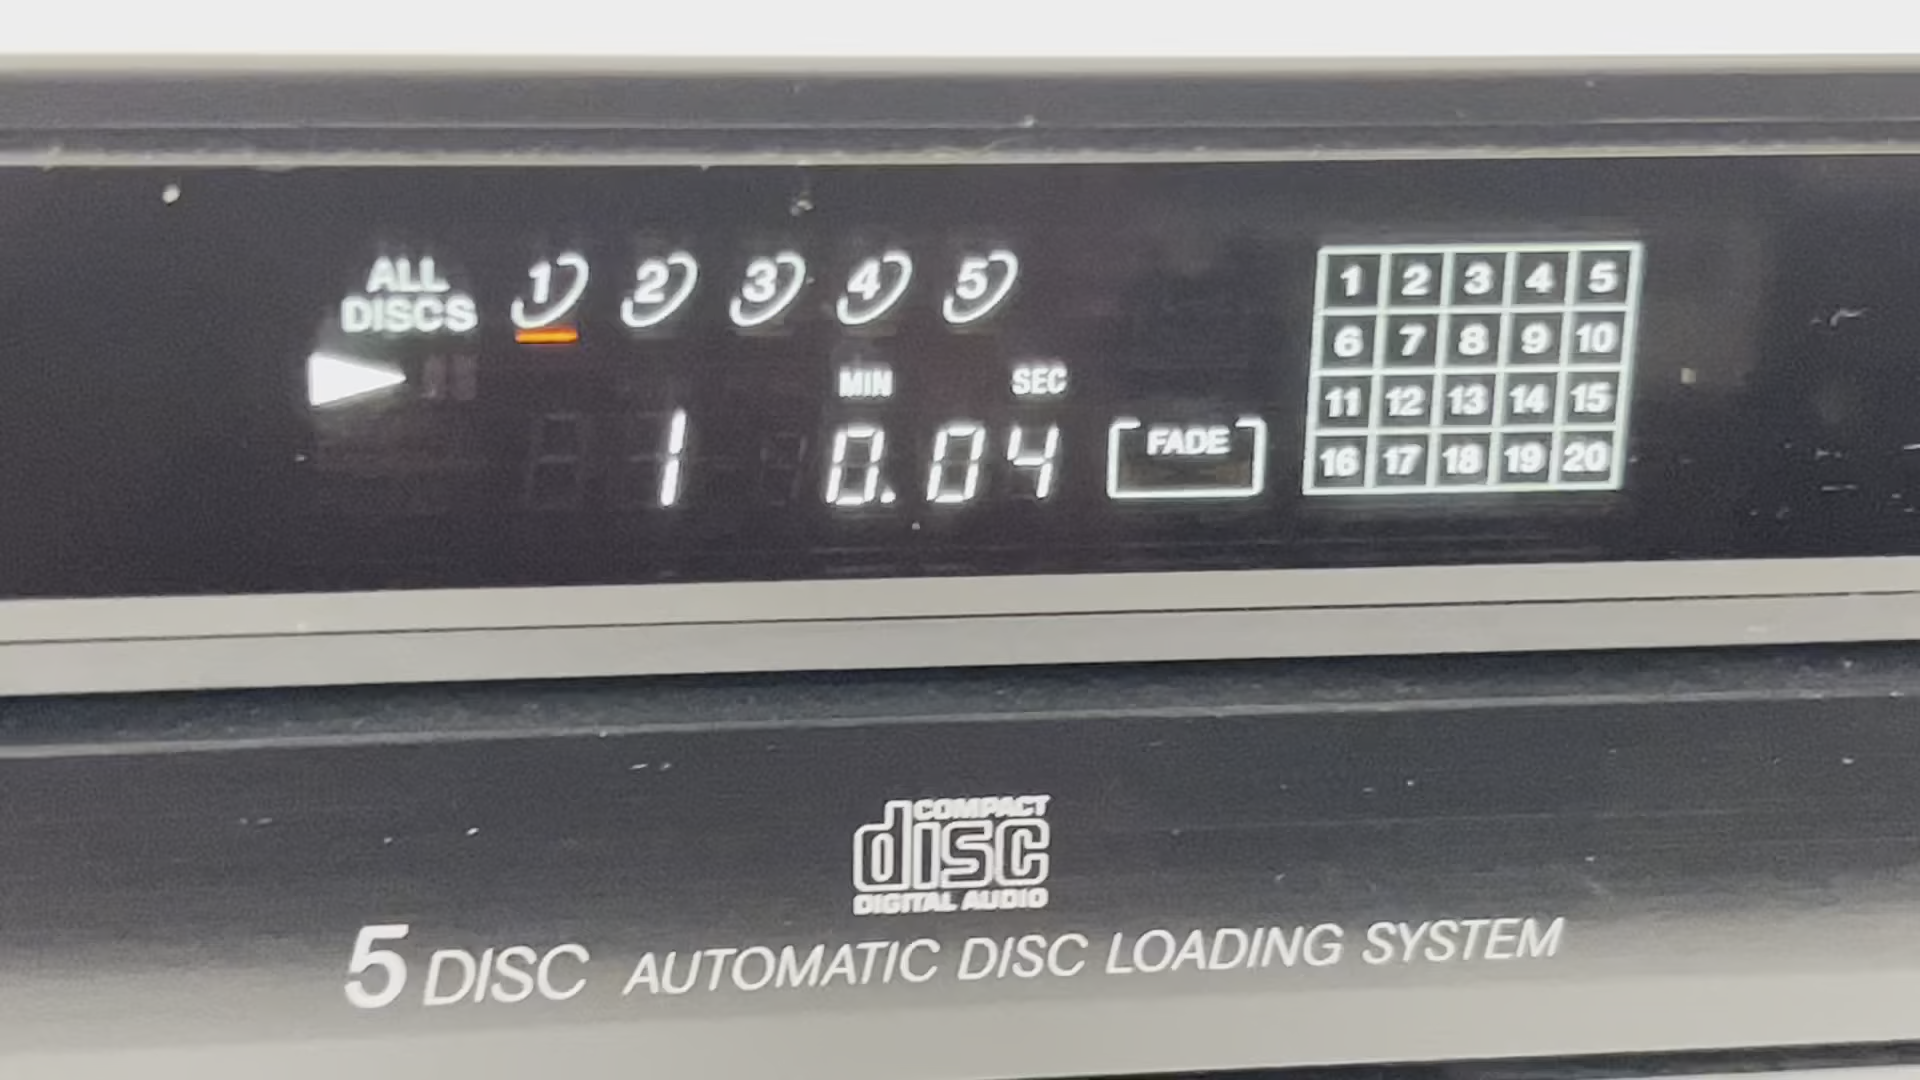 ALL DISCS 1 2 3 4 5
MIN SEC
1 0.04 FADE
1 2 3 4 5
6 7 8 9 10
11 12 13 14 15
16 17 18 19 20
COMPACT
disc
DIGITAL AUDIO
5 DISC AUTOMATIC DISC LOADING SYSTEM